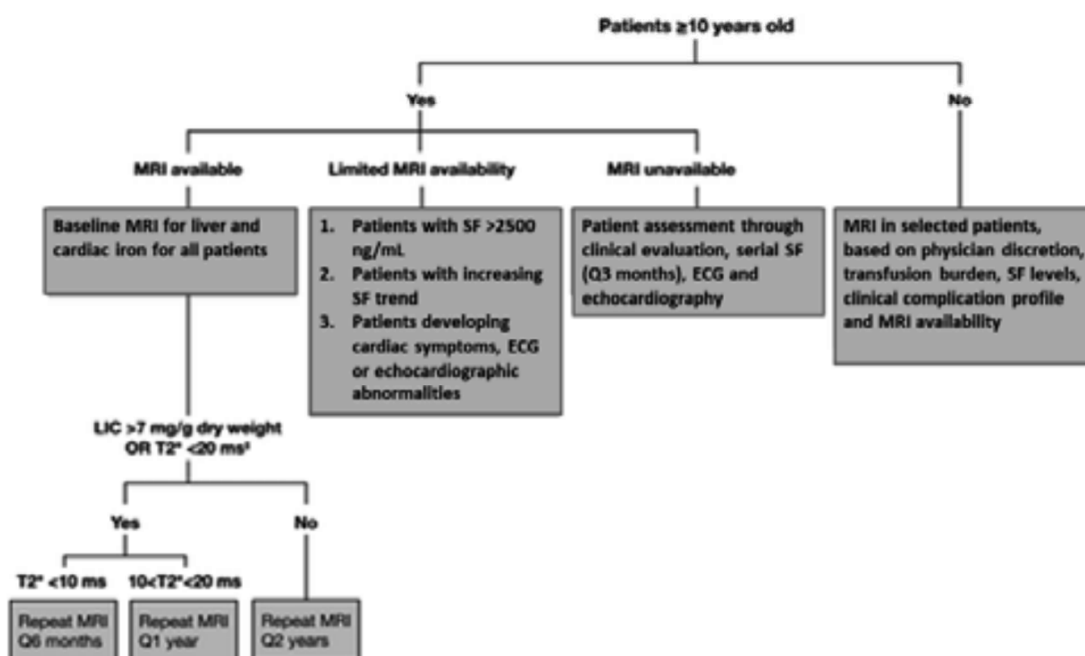 Patients ≥10 years old
Yes
No
MRI available
Limited MRI availability
MRI unavailable
Baseline MRI for liver and
cardiac iron for all patients
1. Patients with SF >2500
ng/mL
2. Patients with increasing
SF trend
3. Patients developing
cardiac symptoms, ECG
or echocardiographic
abnormalities
Patient assessment through
clinical evaluation, serial SF
(Q3 months), ECG and
echocardiography
MRI in selected patients,
based on physician discretion,
transfusion burden, SF levels,
clinical complication profile
and MRI availability
LIC >7 mg/g dry weight
OR T2* <20 ms²
Yes
No
T2* <10 ms
10<T2*<20 ms
Repeat MRI
Q6 months
Repeat MRI
Q1 year
Repeat MRI
Q2 years